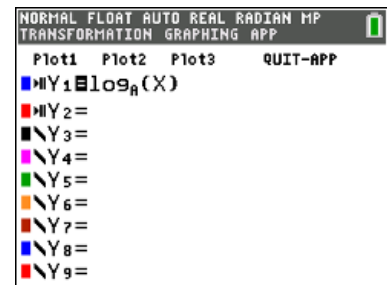 NORMAL FLOAT AUTO REAL RADIAN MP
TRANSFORMATION GRAPHING APP
Plot1 Plot2 Plot3 QUIT-APP
Y₁=log_A(X)
Y₂=
Y₃=
Y₄=
Y₅=
Y₆=
Y₇=
Y₈=
Y₉=